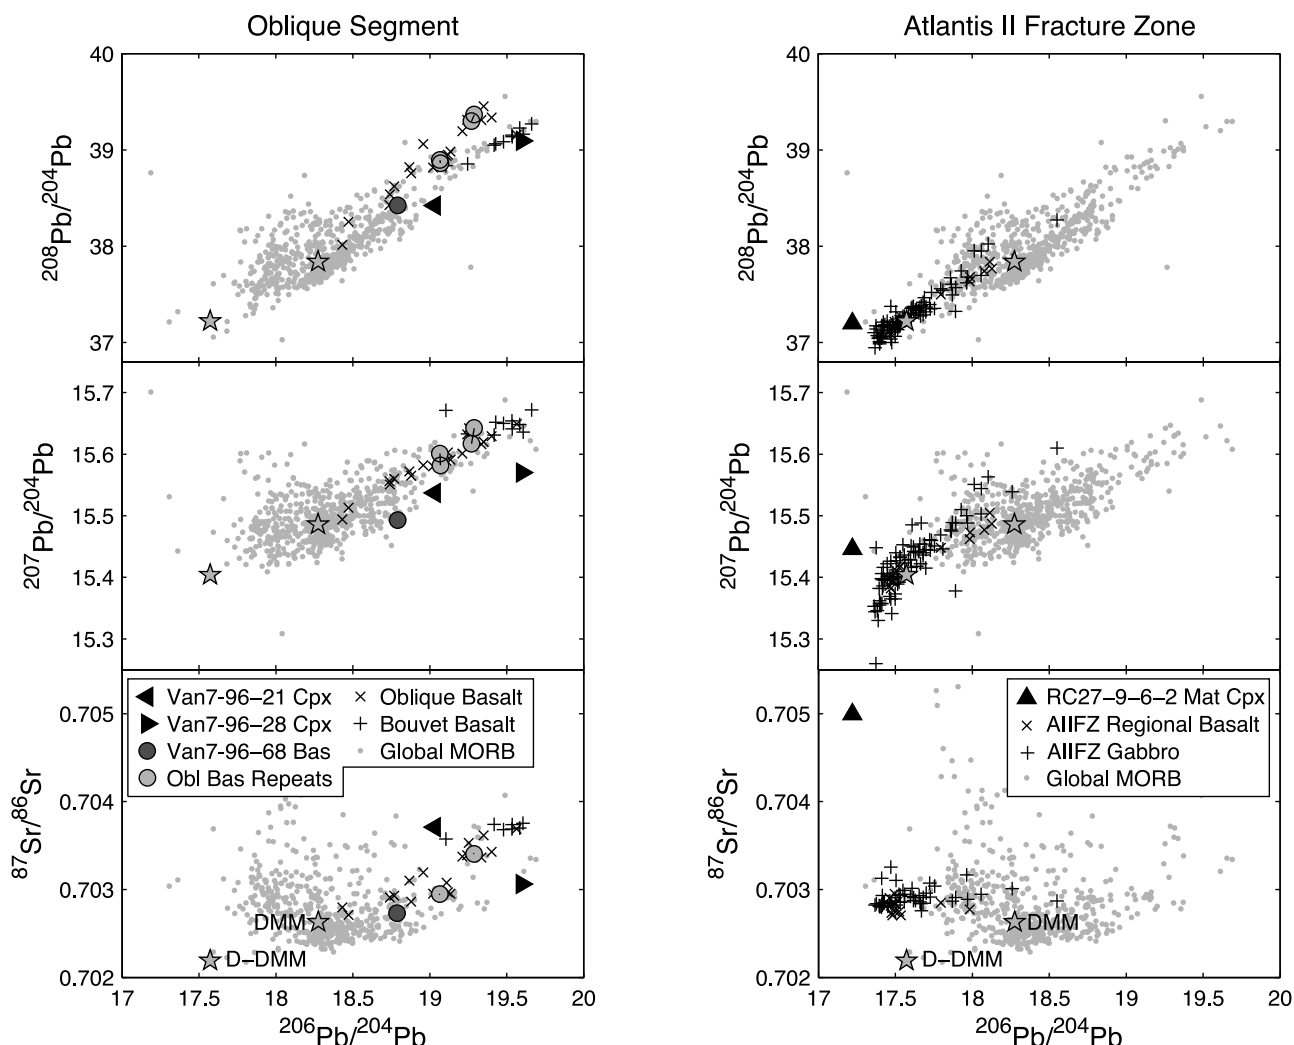 Oblique Segment
Atlantis II Fracture Zone
40
39
38
37
208Pb/204Pb
40
39
38
37
208Pb/204Pb
15.7
15.6
15.5
15.4
15.3
207Pb/204Pb
15.7
15.6
15.5
15.4
15.3
207Pb/204Pb
0.705
0.704
0.703
0.702
87Sr/86Sr
Van7-96–21 Cpx
Van7-96–28 Cpx
Van7-96–68 Bas
Obl Bas Repeats
Oblique Basalt
Bouvet Basalt
Global MORB
DMM
D–DMM
17 17.5 18 18.5 19 19.5 20
206Pb/204Pb
0.705
0.704
0.703
0.702
87Sr/86Sr
RC27–9–6–2 Mat Cpx
AIIFZ Regional Basalt
AIIFZ Gabbro
Global MORB
DMM
D–DMM
17 17.5 18 18.5 19 19.5 20
206Pb/204Pb